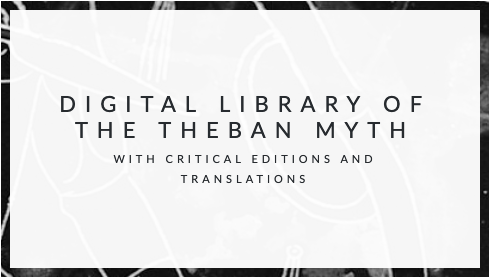 DIGITAL LIBRARY OF
THE THEBAN MYTH
WITH CRITICAL EDITIONS AND
TRANSLATIONS